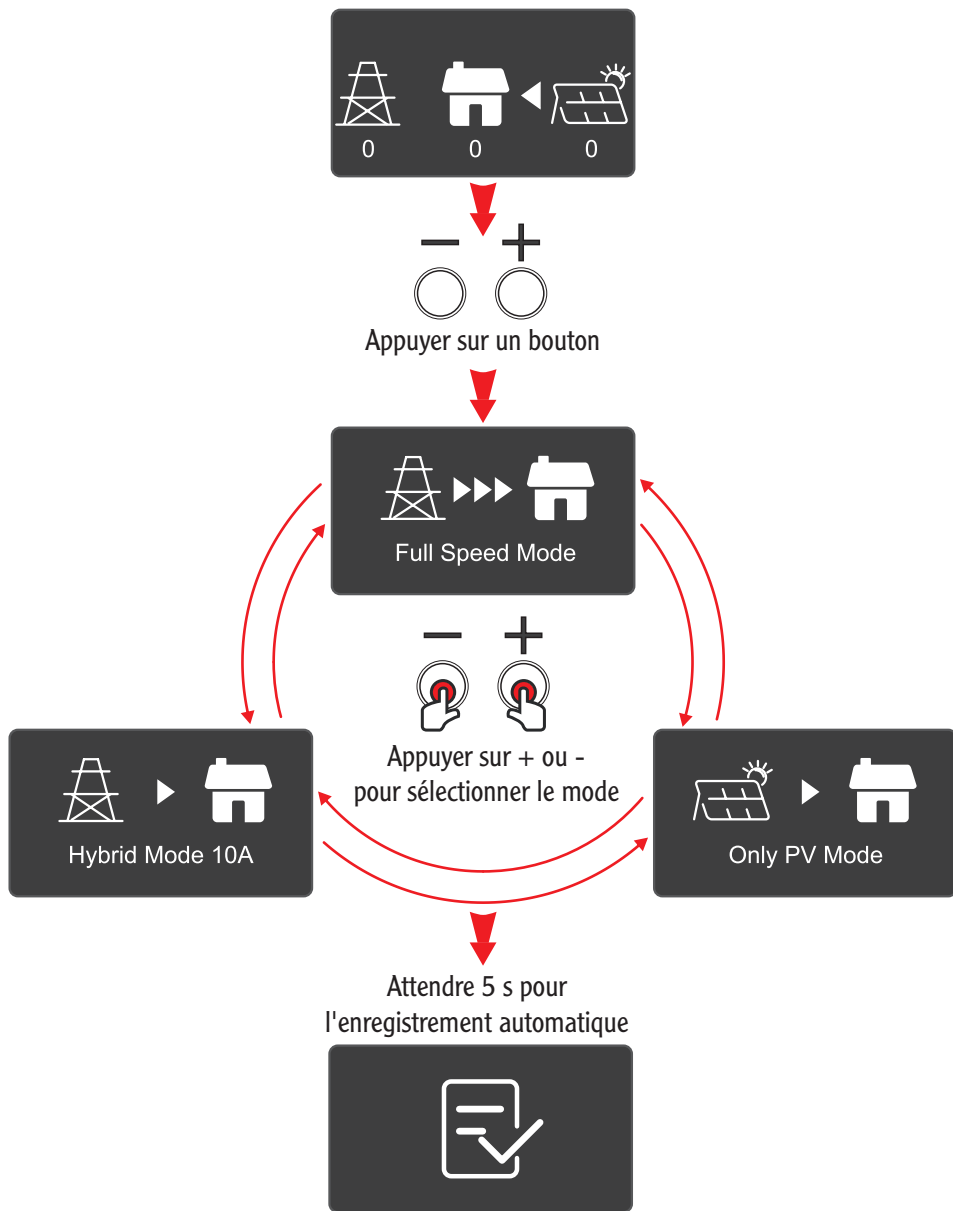 0 0 0
− +
Appuyer sur un bouton
Full Speed Mode
− +
Appuyer sur + ou -
pour sélectionner le mode
Hybrid Mode 10A
Only PV Mode
Attendre 5 s pour
l'enregistrement automatique